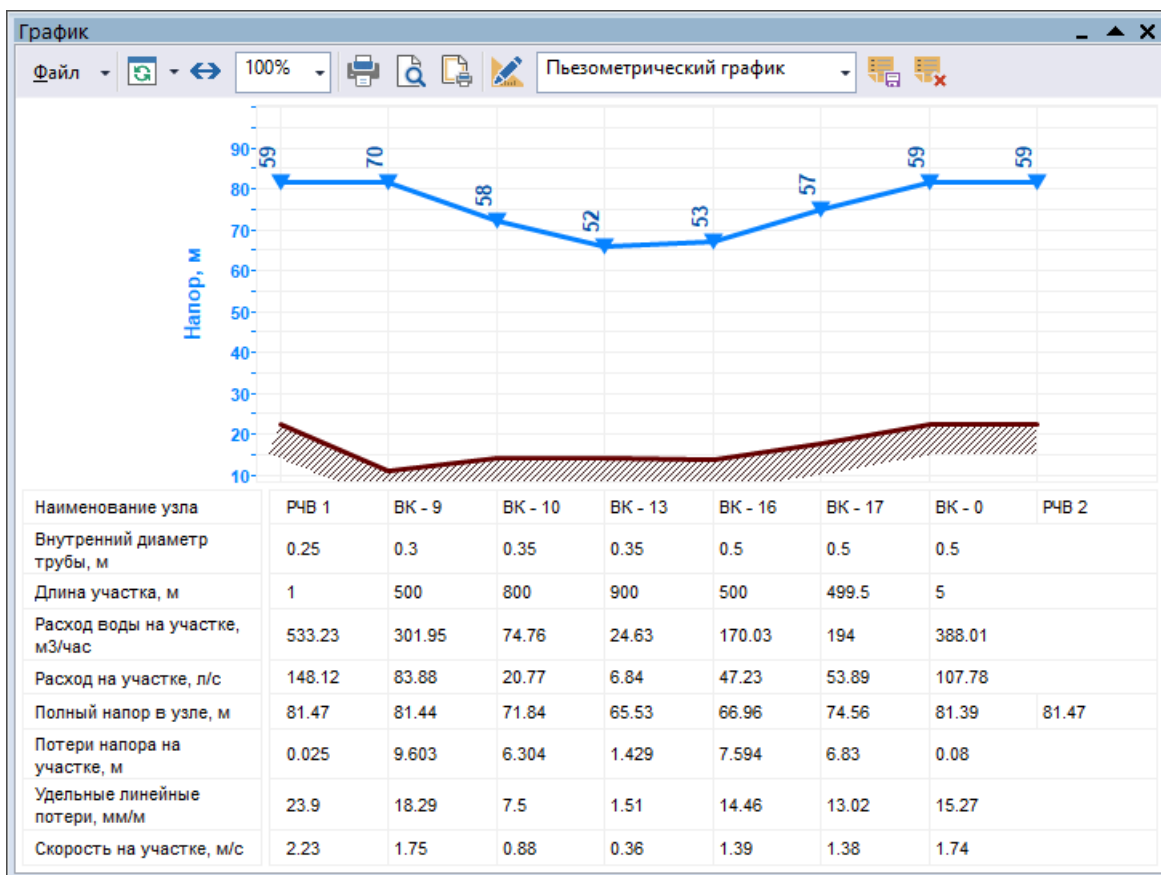 График
Файл
100%
Пьезометрический график
Напор, м
90
80
70
60
50
40
30
20
10
59 70 58 52 53 57 59 59
Наименование узла РЧВ 1 ВК - 9 ВК - 10 ВК - 13 ВК - 16 ВК - 17 ВК - 0 РЧВ 2
Внутренний диаметр
трубы, м 0.25 0.3 0.35 0.35 0.5 0.5 0.5
Длина участка, м 1 500 800 900 500 499.5 5
Расход воды на участке,
м3/час 533.23 301.95 74.76 24.63 170.03 194 388.01
Расход на участке, л/с 148.12 83.88 20.77 6.84 47.23 53.89 107.78
Полный напор в узле, м 81.47 81.44 71.84 65.53 66.96 74.56 81.39 81.47
Потери напора на
участке, м 0.025 9.603 6.304 1.429 7.594 6.83 0.08
Удельные линейные
потери, мм/м 23.9 18.29 7.5 1.51 14.46 13.02 15.27
Скорость на участке, м/с 2.23 1.75 0.88 0.36 1.39 1.38 1.74